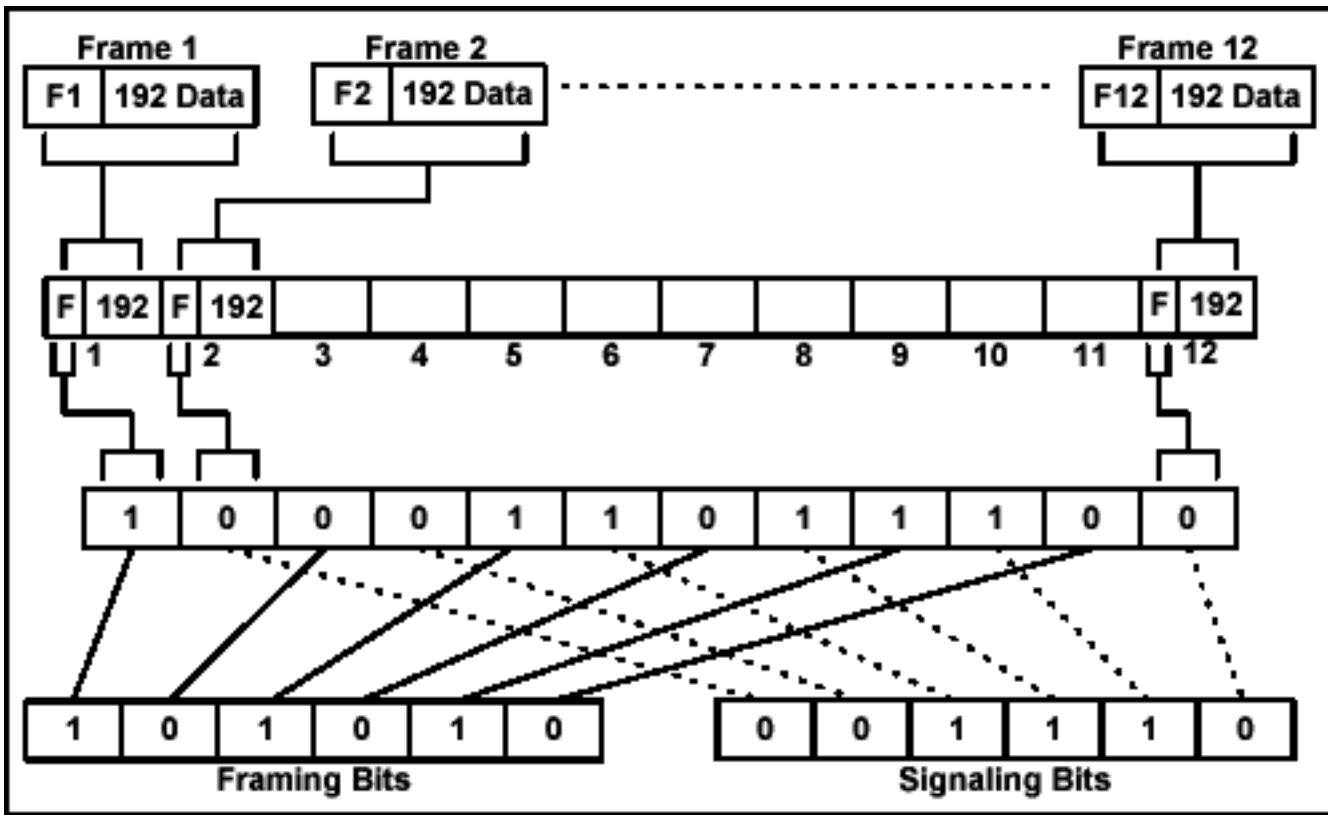 Frame 1 Frame 2 Frame 12
F1 192 Data F2 192 Data F12 192 Data
F 192 F 192 F 192
1 2 3 4 5 6 7 8 9 10 11 12
1 0 0 0 1 1 0 1 1 1 0 0
1 0 1 0 1 0 0 0 1 1 1 0
Framing Bits Signaling Bits